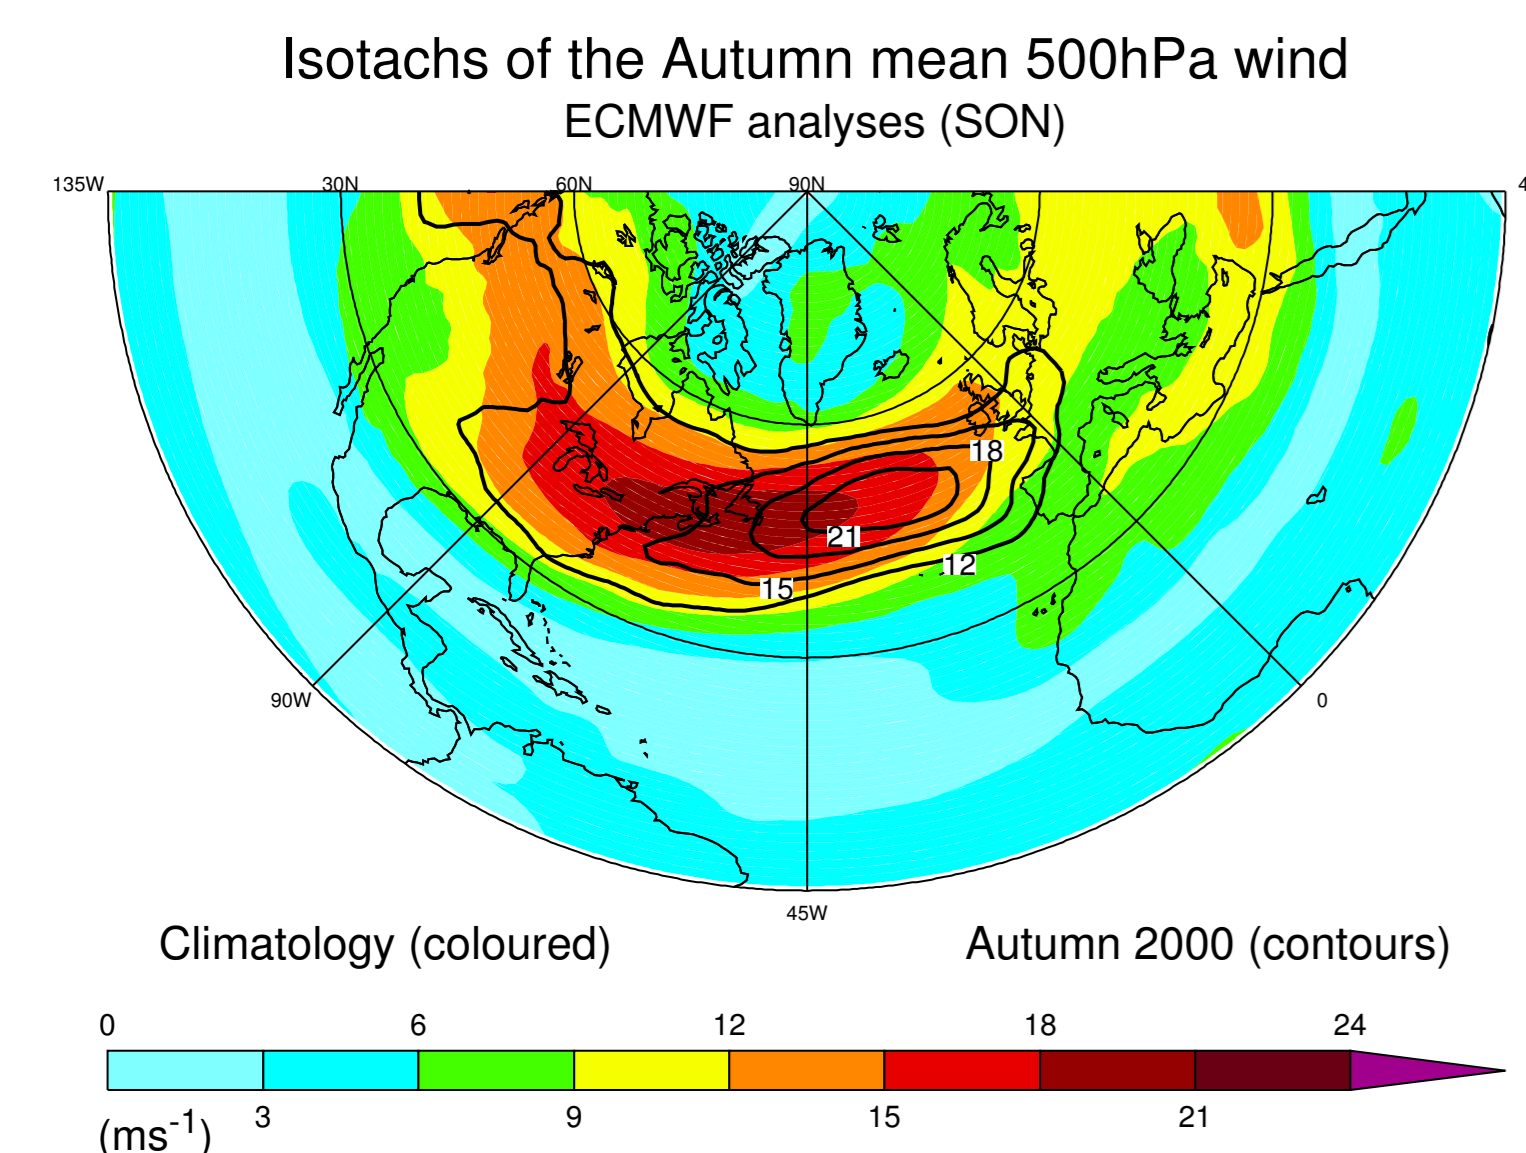 Isotachs of the Autumn mean 500hPa wind
ECMWF analyses (SON)
135W 30N 60N 90N 4
18
21
12
15
90W 0
45W
Climatology (coloured) Autumn 2000 (contours)
0 6 12 18 24
3 9 15 21
(ms-1)